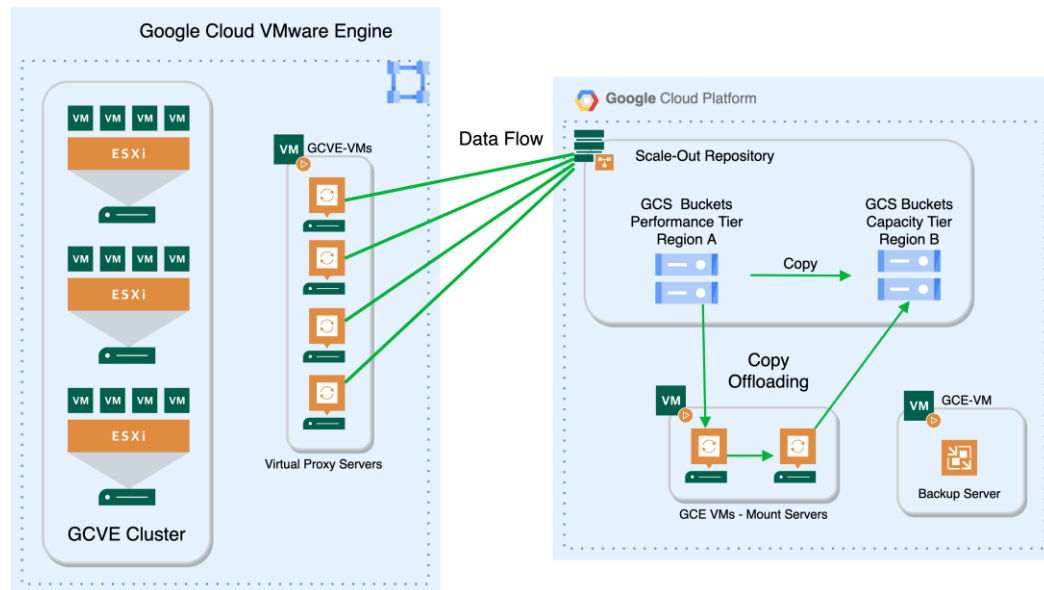 Google Cloud VMware Engine
VM VM VM VM
ESXi
VM VM VM VM
ESXi
VM VM VM VM
ESXi
GCVE Cluster
VM
GCVE-VMs
Virtual Proxy Servers
Data Flow
Google Cloud Platform
Scale-Out Repository
GCS Buckets
Performance Tier
Region A
Copy
GCS Buckets
Capacity Tier
Region B
Copy
Offloading
VM
GCE VMs - Mount Servers
VM
GCE-VM
Backup Server